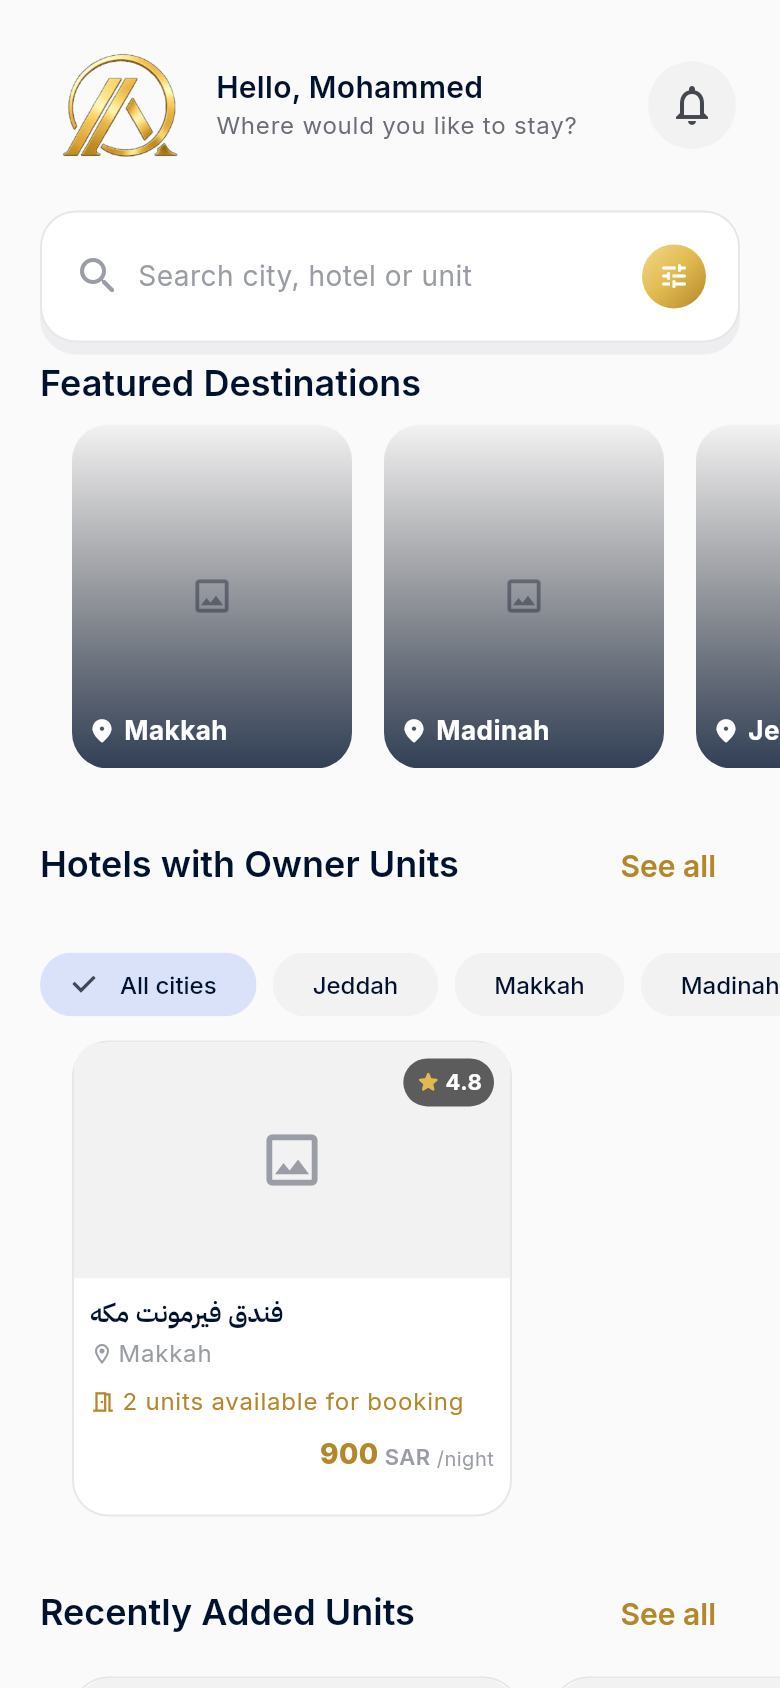 Hello, Mohammed
Where would you like to stay?
Search city, hotel or unit
Featured Destinations
Makkah
Madinah
Je
Hotels with Owner Units
See all
All cities
Jeddah
Makkah
Madinah
4.8
فندق فيرمونت مكه
Makkah
2 units available for booking
900 SAR /night
Recently Added Units
See all